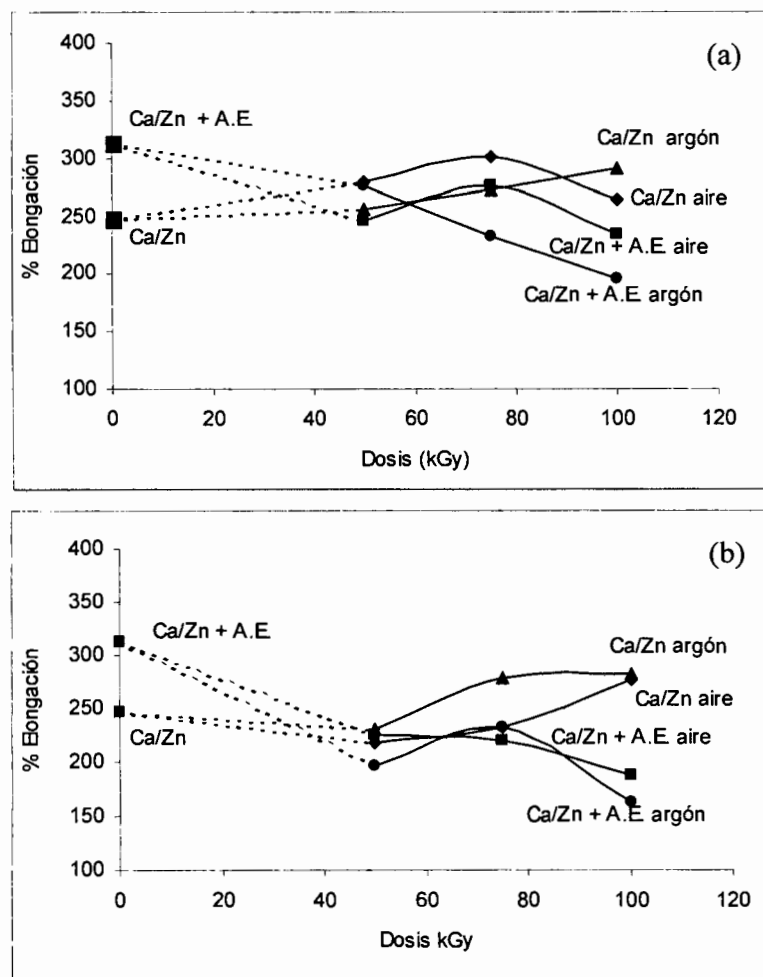 (a)
400
350
300
250
200
150
100
% Elongación
Ca/Zn + A.E.
Ca/Zn
Ca/Zn argón
Ca/Zn aire
Ca/Zn + A.E. aire
Ca/Zn + A.E. argón
0 20 40 60 80 100 120
Dosis (kGy)
(b)
400
350
300
250
200
150
100
% Elongación
Ca/Zn + A.E.
Ca/Zn
Ca/Zn argón
Ca/Zn aire
Ca/Zn + A.E. aire
Ca/Zn + A.E. argón
0 20 40 60 80 100 120
Dosis kGy